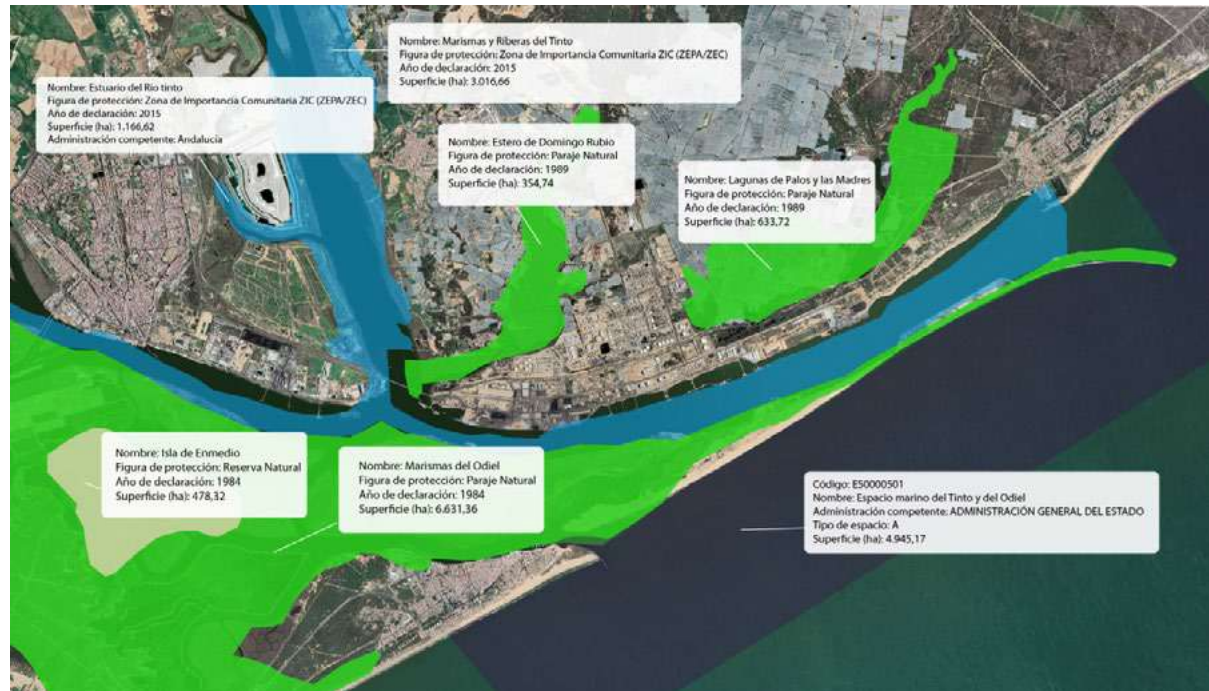 Nombre: Marismas y Riberas del Tinto
Figura de protección: Zona de Importancia Comunitaria ZIC (ZEPA/ZEC)
Año de declaración: 2015
Superficie (ha): 3.016,66
Nombre: Estuario del Río tinto
Figura de protección: Zona de Importancia Comunitaria ZIC (ZEPA/ZEC)
Año de declaración: 2015
Superficie (ha): 1.166,62
Administración competente: Andalucía
Nombre: Estero de Domingo Rubio
Figura de protección: Paraje Natural
Año de declaración: 1989
Superficie (ha): 354,74
Nombre: Lagunas de Palos y las Madres
Figura de protección: Paraje Natural
Año de declaración: 1989
Superficie (ha): 633,72
Nombre: Isla de Enmedio
Figura de protección: Reserva Natural
Año de declaración: 1984
Superficie (ha): 478,32
Nombre: Marismas del Odiel
Figura de protección: Paraje Natural
Año de declaración: 1984
Superficie (ha): 6.631,36
Código: ES0000501
Nombre: Espacio marino del Tinto y del Odiel
Administración competente: ADMINISTRACIÓN GENERAL DEL ESTADO
Tipo de espacio: A
Superficie (ha): 4.945,17